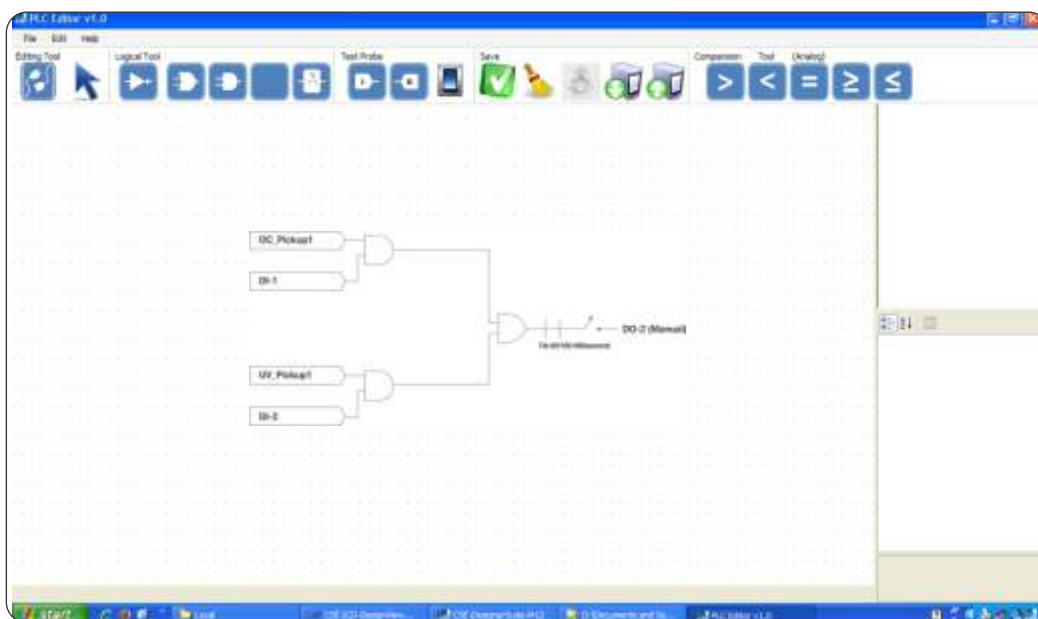 PLC Editor v1.0
File Edit Help
Editing Tool Logical Tool Test Probe Save Comparison Tool (Analog)
OC_Pickup1
DI-1
DO-2 (Manual)
UV_Pickup1
DI-2
start Local PLC Editor v1.0